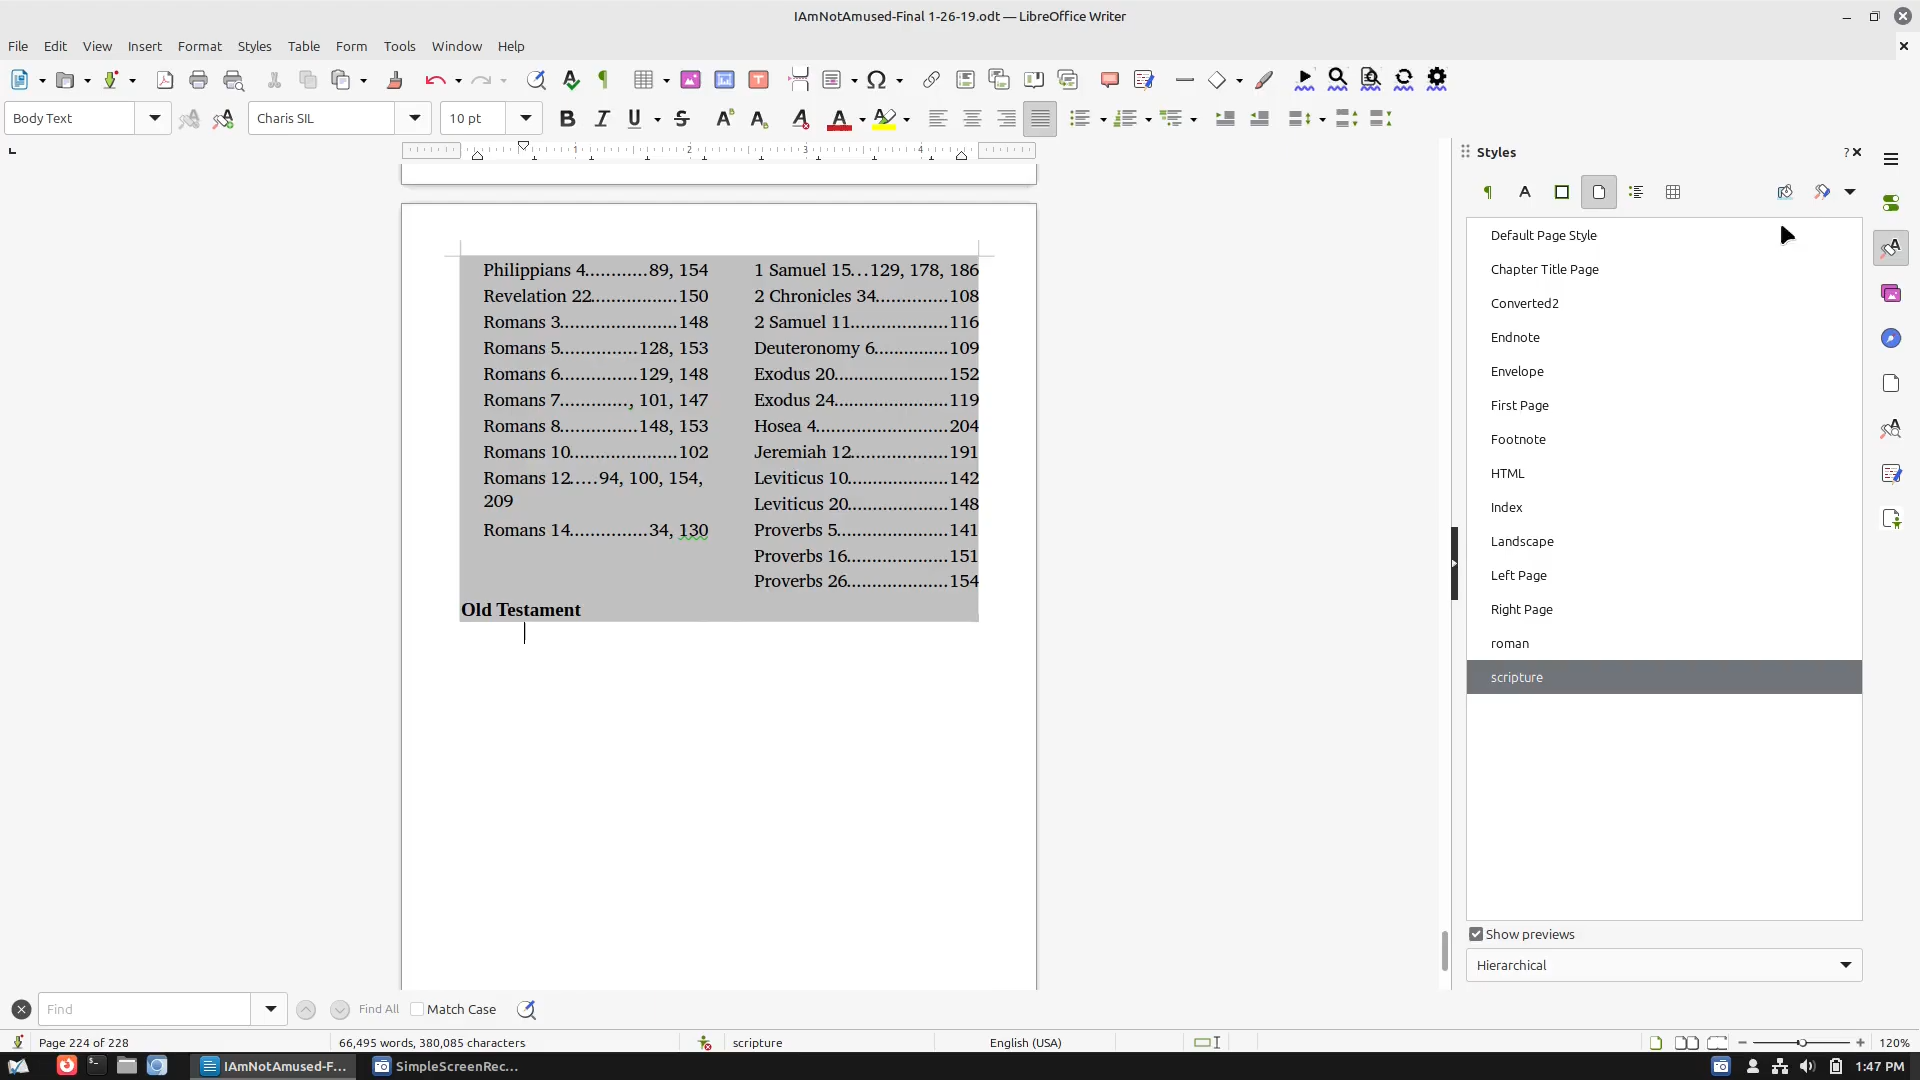 IAmNotAmused-Final 1-26-19.odt — LibreOffice Writer
File Edit View Insert Format Styles Table Form Tools Window Help
Body Text Charis SIL 10 pt
1 2 3 4
Philippians 4............89, 154
Revelation 22.................150
Romans 3.......................148
Romans 5...............128, 153
Romans 6...............129, 148
Romans 7............., 101, 147
Romans 8...............148, 153
Romans 10.....................102
Romans 12.....94, 100, 154,
209
Romans 14...............34, 130
1 Samuel 15...129, 178, 186
2 Chronicles 34..............108
2 Samuel 11...................116
Deuteronomy 6..............109
Exodus 20......................152
Exodus 24......................119
Hosea 4..........................204
Jeremiah 12...................191
Leviticus 10....................142
Leviticus 20....................148
Proverbs 5......................141
Proverbs 16....................151
Proverbs 26....................154
Old Testament
Styles
?
Default Page Style
Chapter Title Page
Converted2
Endnote
Envelope
First Page
Footnote
HTML
Index
Landscape
Left Page
Right Page
roman
scripture
Show previews
Hierarchical
Find Find All Match Case
Page 224 of 228 66,495 words, 380,085 characters scripture English (USA) 120%
IAmNotAmused-F... SimpleScreenRec... 1:47 PM